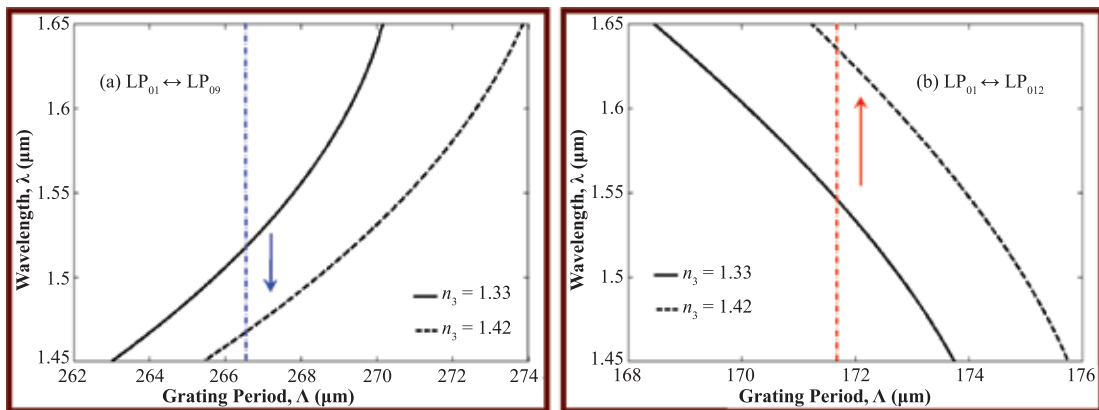 1.65
1.6
1.55
1.5
1.45
Wavelength, λ (μm)
(a) LP₀₁ ↔ LP₀₉
n₃ = 1.33
n₃ = 1.42
262 264 266 268 270 272 274
Grating Period, Λ (μm)
1.65
1.6
1.55
1.5
1.45
Wavelength, λ (μm)
(b) LP₀₁ ↔ LP₀₁₂
n₃ = 1.33
n₃ = 1.42
168 170 172 174 176
Grating Period, Λ (μm)